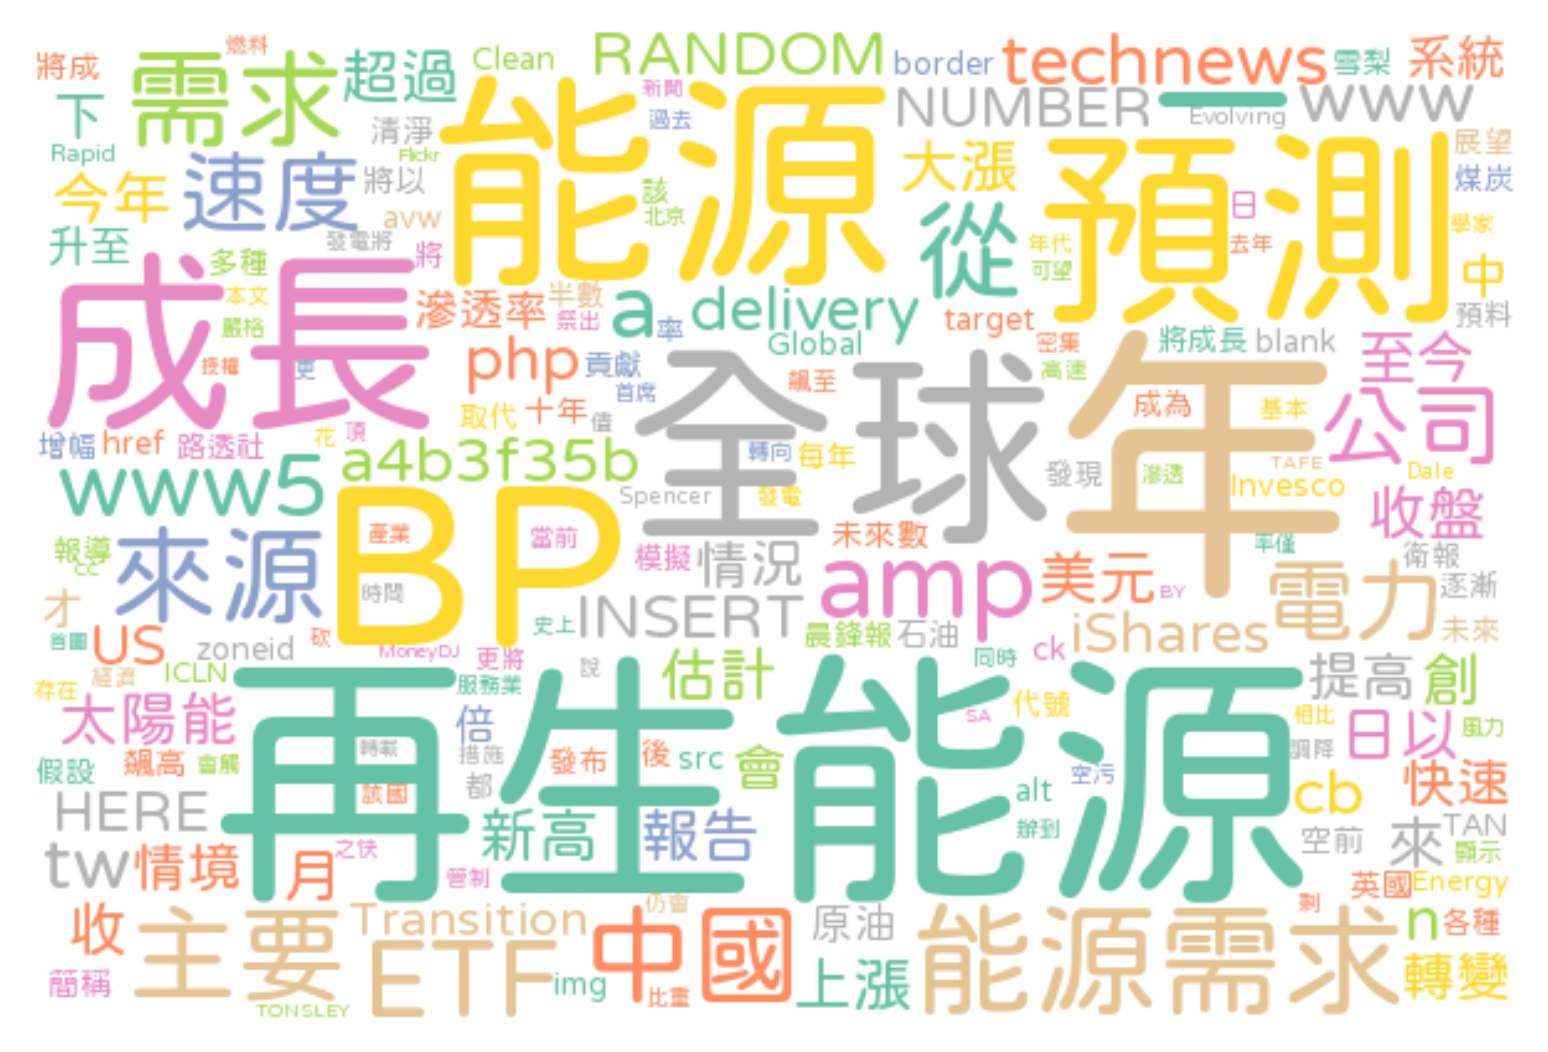 將成 燃料 需求 超過 Clean RANDOM border technews 雪梨 系統
下 清淨 新聞 過去 NUMBER 一 Evolving www
Rapid 速度 Flickr 能源 大漲 預測 展望
今年 將以 avw 該 北京 從 日 煤炭
升至 發電將 多種 將 年代 去年 學家 可望 中
成長 本文 滲透率 半數 祭出 a 率 delivery target 預料
嚴格 php 貢獻 Global 密集 將成長 blank 至今
授權 更 首席 飆至 全球 高速 年 成為 基本 公司
取代 十年 儘 花 頂
增幅 href 路透社 a4b3f35b 轉向 每年 發現 滲透 TAFE Dale
www5 Spencer 發電 Invesco 收盤
報導 CC 來源 BP 產業 當前 模擬 情況 未來數 率僅 衛報
才 時間 INSERT amp 美元 BY 電力 逐漸
首圖 US zoneid 砍 MoneyDJ 史上 更將 晨鋒報 石油 ck iShares 未來
存在 經濟 ICLN 服務業 說 估計 同時 提高 創
太陽能 再生能源 倍 SA 代號 相比 日以 風力
假設 飆高 會觸 轉載 措施 發布 後 src 會 空污 調降 快速
HERE 該國 都 alt cb
tw 情境 月 之快 新高 報告 辦到 空前 來 TAN 顯示
管制 英國 Energy
收 主要 Transition 仍會 中國 原油 能源需求 剩 n 各種
簡稱 ETF img 比重 上漲 轉變
TONSLEY